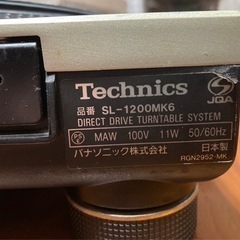 Technics
品番 SL-1200MK6
DIRECT DRIVE TURNTABLE SYSTEM
PS E MAW 100V 11W 50/60Hz
パナソニック株式会社 日本製
RGN2952-MK
S
JQA